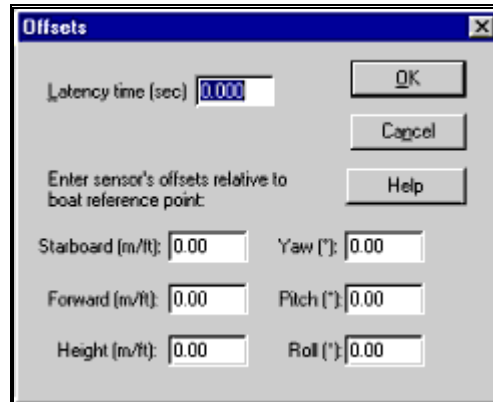 Offsets
Latency time (sec) 0.000
OK
Cancel
Enter sensor's offsets relative to
boat reference point:
Help
Starboard (m/ft): 0.00 Yaw (°): 0.00
Forward (m/ft): 0.00 Pitch (°): 0.00
Height (m/ft): 0.00 Roll (°): 0.00